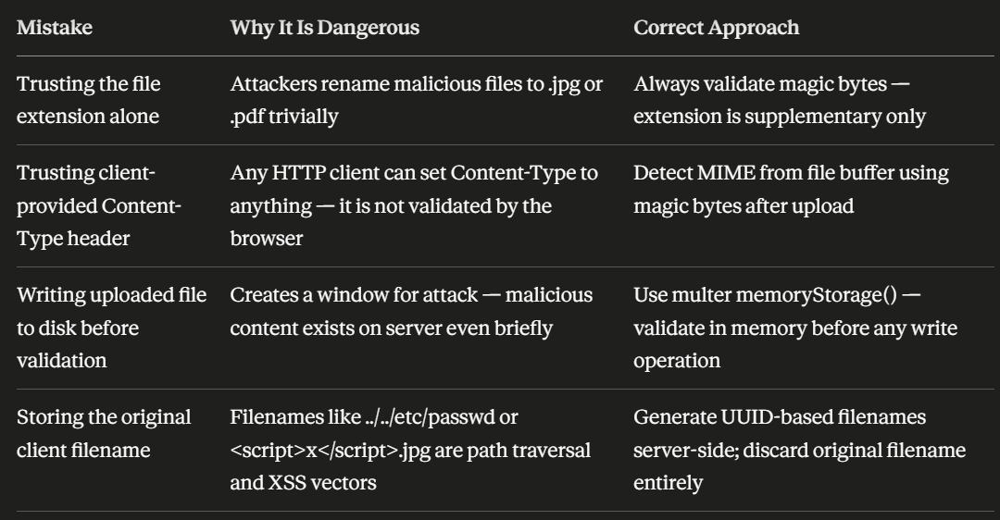 Mistake Why It Is Dangerous Correct Approach
Trusting the file
extension alone
Attackers rename malicious files to .jpg or
.pdf trivially
Always validate magic bytes —
extension is supplementary only
Trusting client-
provided Content-
Type header
Any HTTP client can set Content-Type to
anything — it is not validated by the
browser
Detect MIME from file buffer using
magic bytes after upload
Writing uploaded file
to disk before
validation
Creates a window for attack — malicious
content exists on server even briefly
Use multer memoryStorage() —
validate in memory before any write
operation
Storing the original
client filename
Filenames like ../../etc/passwd or
<script>x</script>.jpg are path traversal
and XSS vectors
Generate UUID-based filenames
server-side; discard original filename
entirely